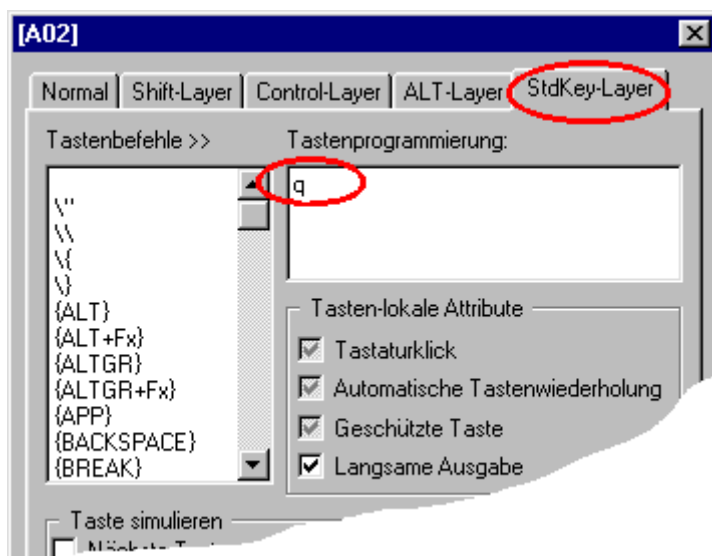 [A02]
Normal Shift-Layer Control-Layer ALT-Layer StdKey-Layer
Tastenbefehle >> Tastenprogrammierung:
q
\"
\\
\{
\}
{ALT}
{ALT+Fx}
{ALTGR}
{ALTGR+Fx}
{APP}
{BACKSPACE}
{BREAK}
Tasten-lokale Attribute
Tastaturklick
Automatische Tastenwiederholung
Geschützte Taste
Langsame Ausgabe
Taste simulieren